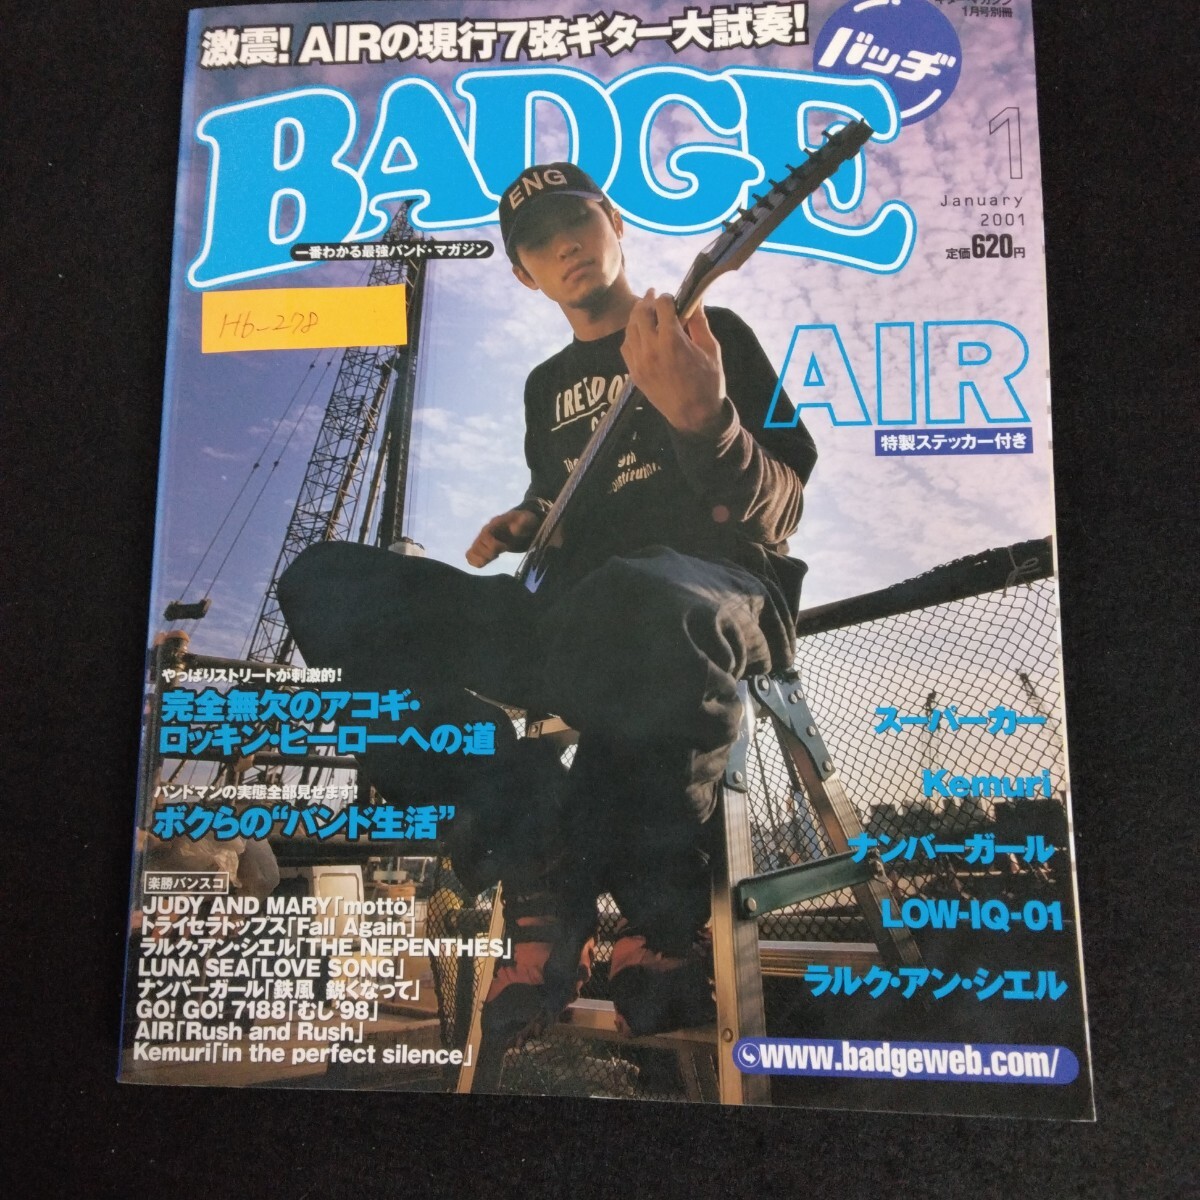 ギターマガジン
1月号別冊
激震!AIRの現行7弦ギター大試奏!
バッヂ
BADGE
一番わかる最強バンド・マガジン
1
January
2001
定価620円
ENG
Hb-278
AIR
特製ステッカー付き
やっぱりストリートが刺激的!
完全無欠のアコギ・
ロッキン・ヒーローへの道
バンドマンの実態全部見せます!
ボクらの“バンド生活”
楽勝バンスコ
JUDY AND MARY「mottö」
トライセラトップス「Fall Again」
ラルク・アン・シエル「THE NEPENTHES」
LUNA SEA「LOVE SONG」
ナンバーガール「鉄風 鋭くなって」
GO! GO! 7188「むし'98」
AIR「Rush and Rush」
Kemuri「in the perfect silence」
スーパーカー
Kemuri
ナンバーガール
LOW-IQ-01
ラルク・アン・シエル
www.badgeweb.com/